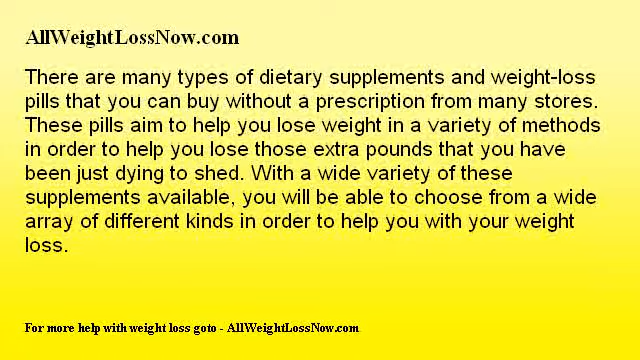 AllWeightLossNow.com
There are many types of dietary supplements and weight-loss
pills that you can buy without a prescription from many stores.
These pills aim to help you lose weight in a variety of methods
in order to help you lose those extra pounds that you have
been just dying to shed. With a wide variety of these
supplements available, you will be able to choose from a wide
array of different kinds in order to help you with your weight
loss.
For more help with weight loss goto - AllWeightLossNow.com